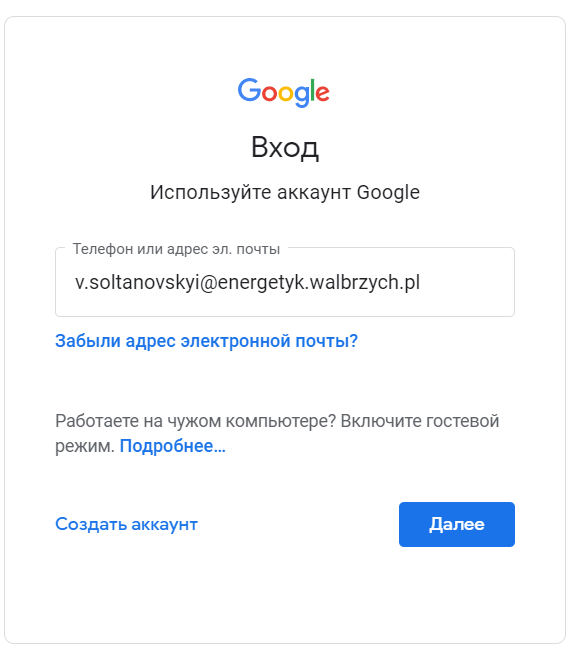 Google
Вход
Используйте аккаунт Google
Телефон или адрес эл. почты
v.soltanovskyi@energetyk.walbrzych.pl
Забыли адрес электронной почты?
Работаете на чужом компьютере? Включите гостевой
режим. Подробнее…
Создать аккаунт
Далее